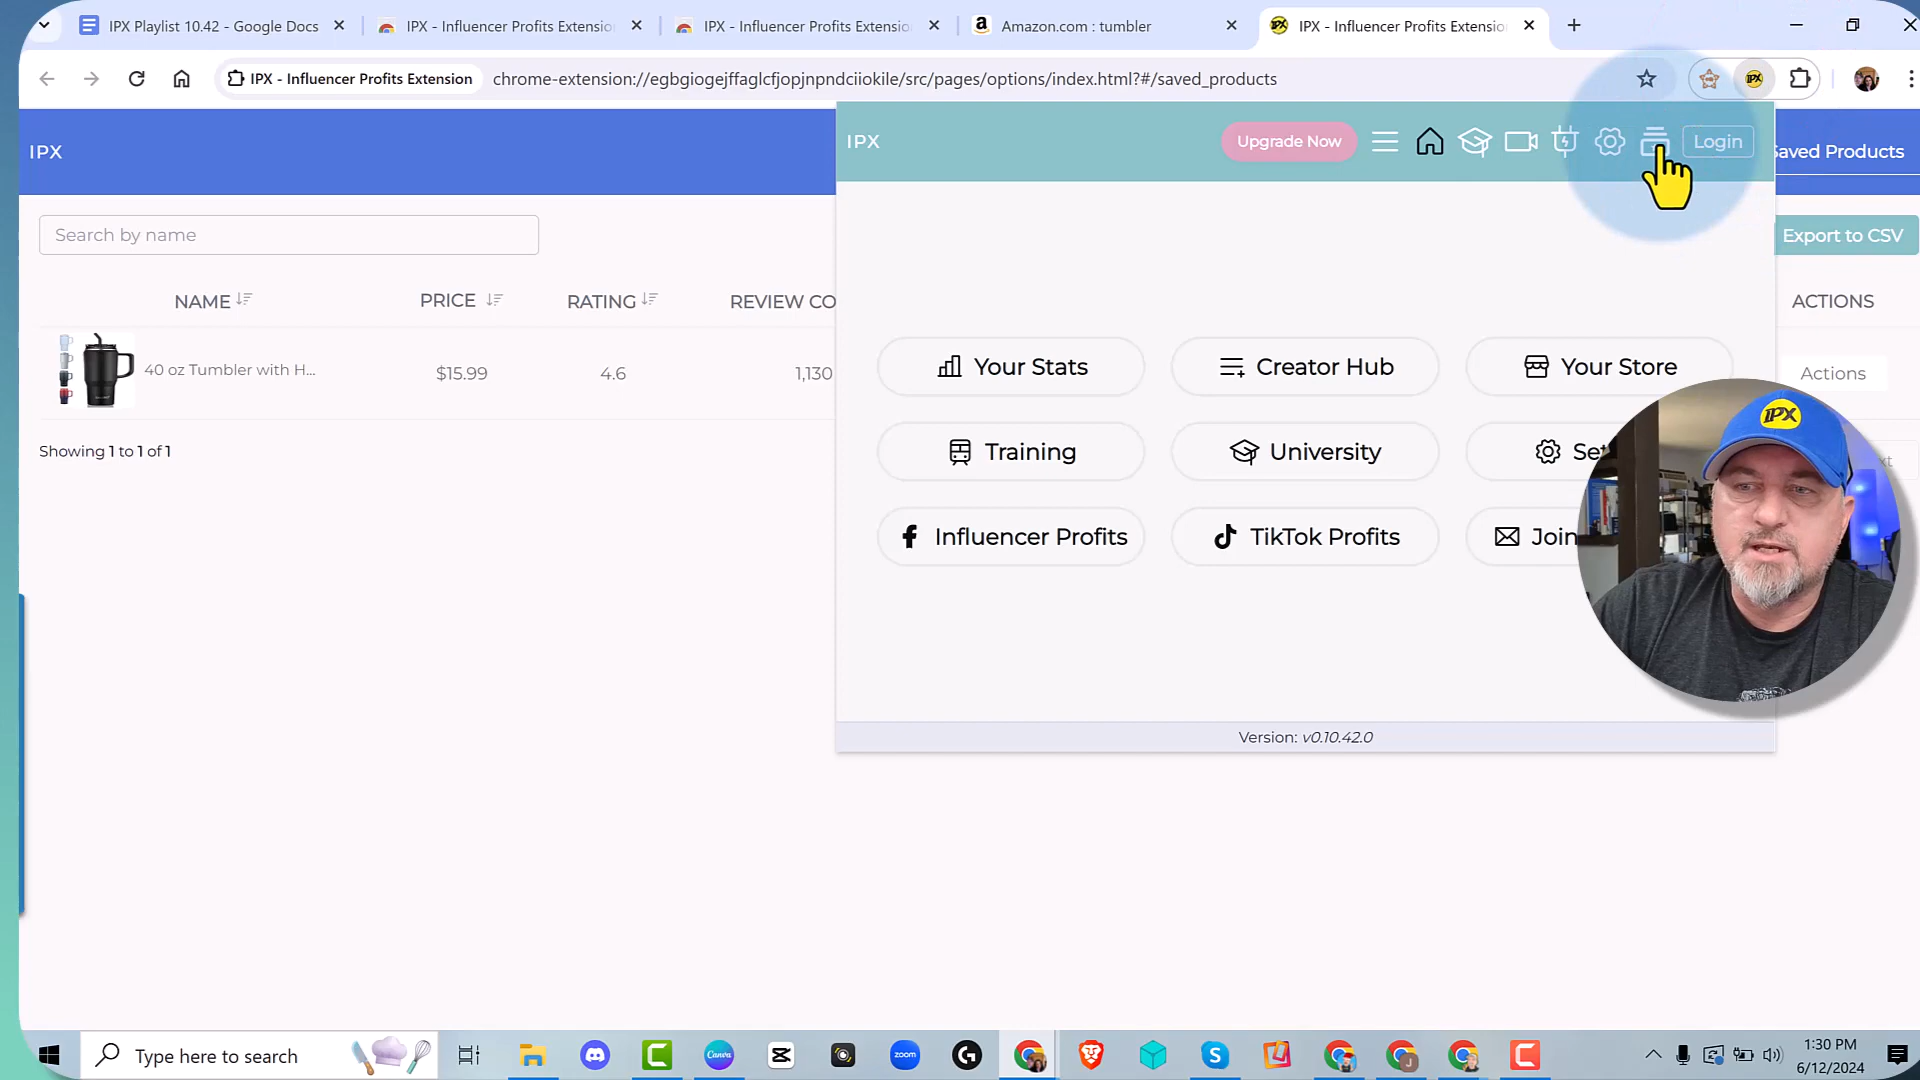 IPX Playlist 10.42 - Google Docs
IPX - Influencer Profits Extensio
IPX - Influencer Profits Extensio
Amazon.com : tumbler
IPX - Influencer Profits Extensio
IPX - Influencer Profits Extension
chrome-extension://egbgiogejffaglcfjopjnpndciiokile/src/pages/options/index.html?#/saved_products
IPX
IPX
Upgrade Now
Login
Saved Products
Search by name
Export to CSV
NAME
PRICE
RATING
REVIEW CO
ACTIONS
40 oz Tumbler with H...
$15.99
4.6
1,130
Actions
Showing 1 to 1 of 1
Your Stats
Creator Hub
Your Store
Training
University
Set
Influencer Profits
TikTok Profits
Join
IPX
Version: v0.10.42.0
Type here to search
Canva
zoom
1:30 PM
6/12/2024